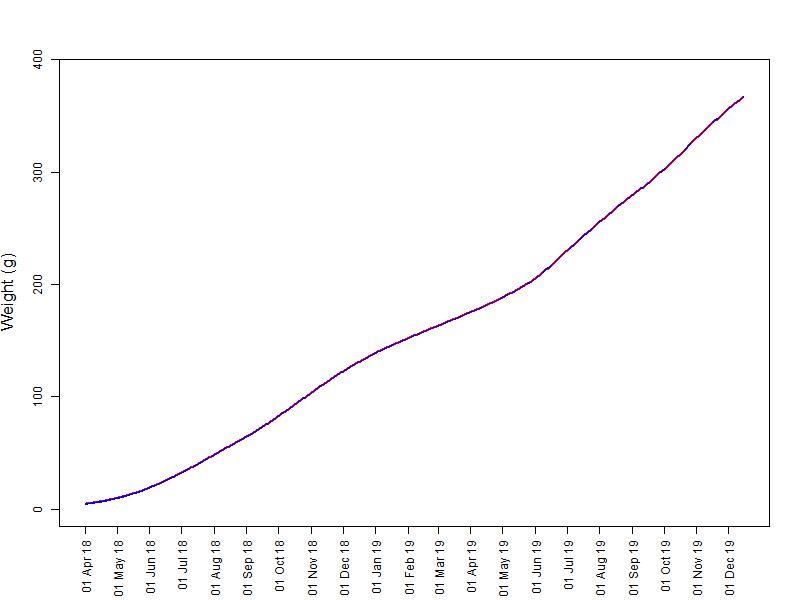 400
300
200
100
0
Weight (g)
01 Apr 18
01 May 18
01 Jun 18
01 Jul 18
01 Aug 18
01 Sep 18
01 Oct 18
01 Nov 18
01 Dec 18
01 Jan 19
01 Feb 19
01 Mar 19
01 Apr 19
01 May 19
01 Jun 19
01 Jul 19
01 Aug 19
01 Sep 19
01 Oct 19
01 Nov 19
01 Dec 19